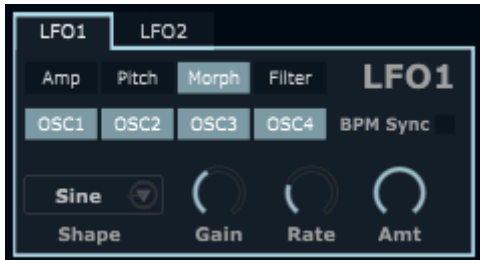 LFO1 LFO2
Amp Pitch Morph Filter LFO1
OSC1 OSC2 OSC3 OSC4 BPM Sync
Sine
Shape Gain Rate Amt